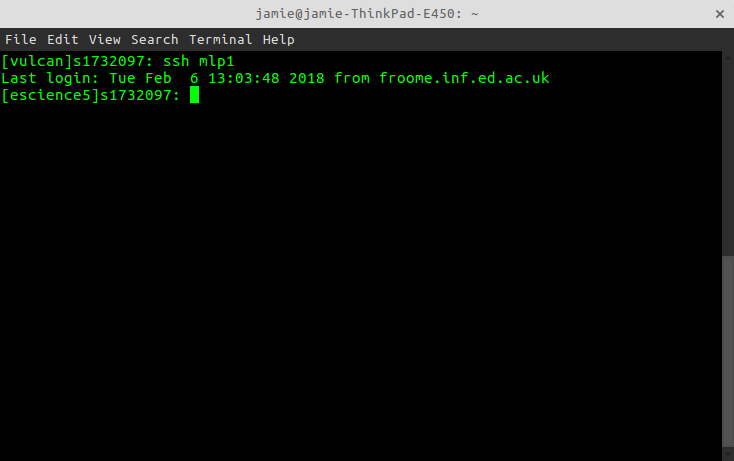 jamie@jamie-ThinkPad-E450: ~
File Edit View Search Terminal Help
[vulcan]s1732097: ssh mlp1
Last login: Tue Feb  6 13:03:48 2018 from froome.inf.ed.ac.uk
[escience5]s1732097: